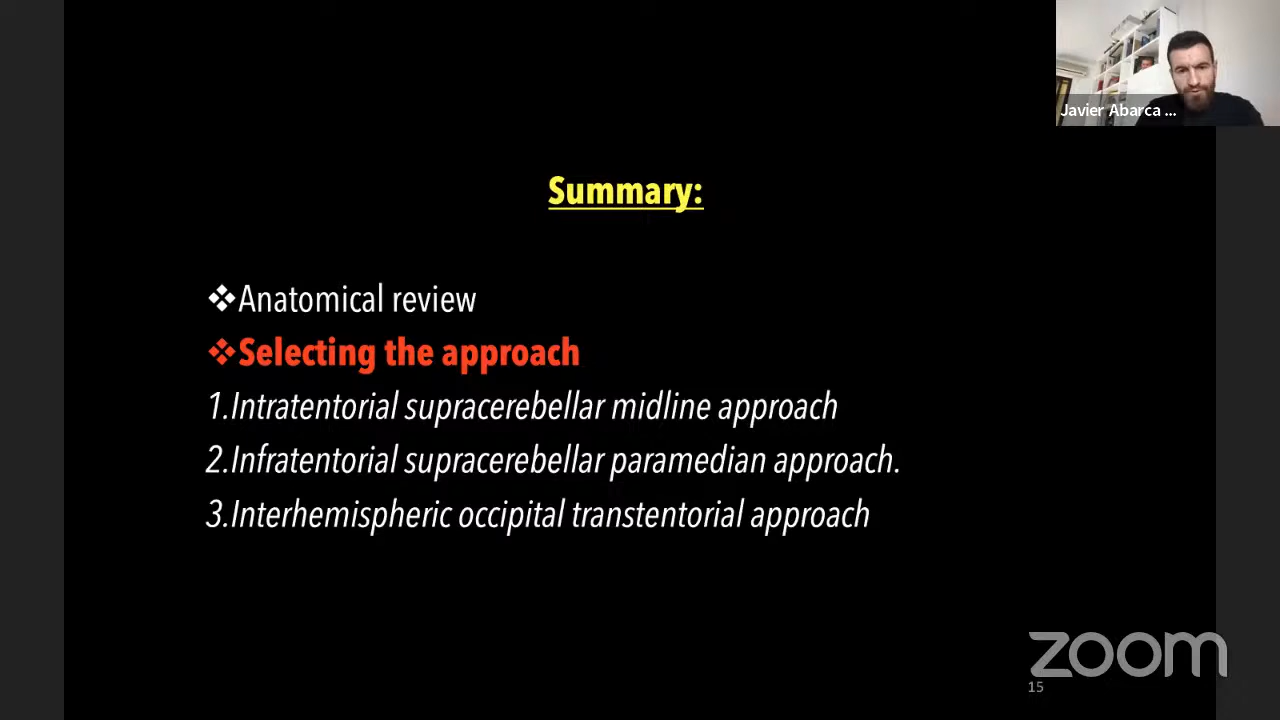 Javier Abarca ...
Summary:
❖Anatomical review
❖Selecting the approach
1.Intratentorial supracerebellar midline approach
2.Infratentorial supracerebellar paramedian approach.
3.Interhemispheric occipital transtentorial approach
zoom
15